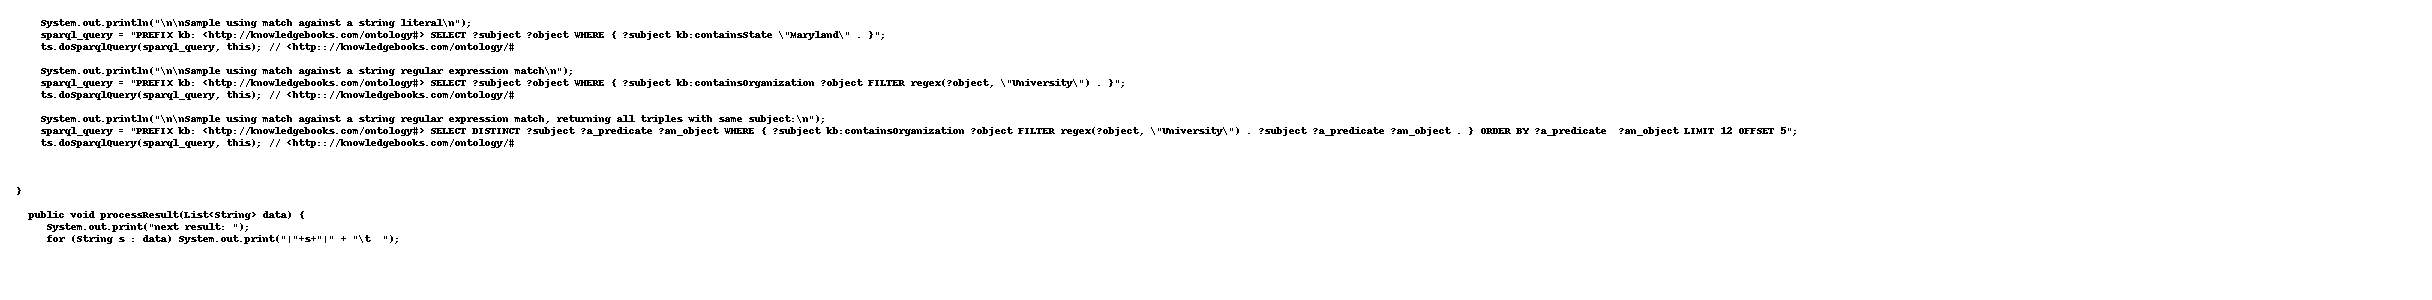 System.out.println("\n\nSample using match against a string literal\n");
sparql_query = "PREFIX kb: <http://knowledgebooks.com/ontology#> SELECT ?subject ?object WHERE { ?subject kb:containsState \"Maryland\" . }";
ts.doSparqlQuery(sparql_query, this); // <http:://knowledgebooks.com/ontology/#
System.out.println("\n\nSample using match against a string regular expression match\n");
sparql_query = "PREFIX kb: <http://knowledgebooks.com/ontology#> SELECT ?subject ?object WHERE { ?subject kb:containsOrganization ?object FILTER regex(?object, \"University\") . }";
ts.doSparqlQuery(sparql_query, this); // <http:://knowledgebooks.com/ontology/#
System.out.println("\n\nSample using match against a string regular expression match, returning all triples with same subject:\n");
sparql_query = "PREFIX kb: <http://knowledgebooks.com/ontology#> SELECT DISTINCT ?subject ?a_predicate ?an_object WHERE { ?subject kb:containsOrganization ?object FILTER regex(?object, \"University\") . ?subject ?a_predicate ?an_object . } ORDER BY ?a_predicate  ?an_object LIMIT 12 OFFSET 5";
ts.doSparqlQuery(sparql_query, this); // <http:://knowledgebooks.com/ontology/#
}
public void processResult(List<String> data) {
System.out.print("next result: ");
for (String s : data) System.out.print("|"+s+"|" + "\t  ");